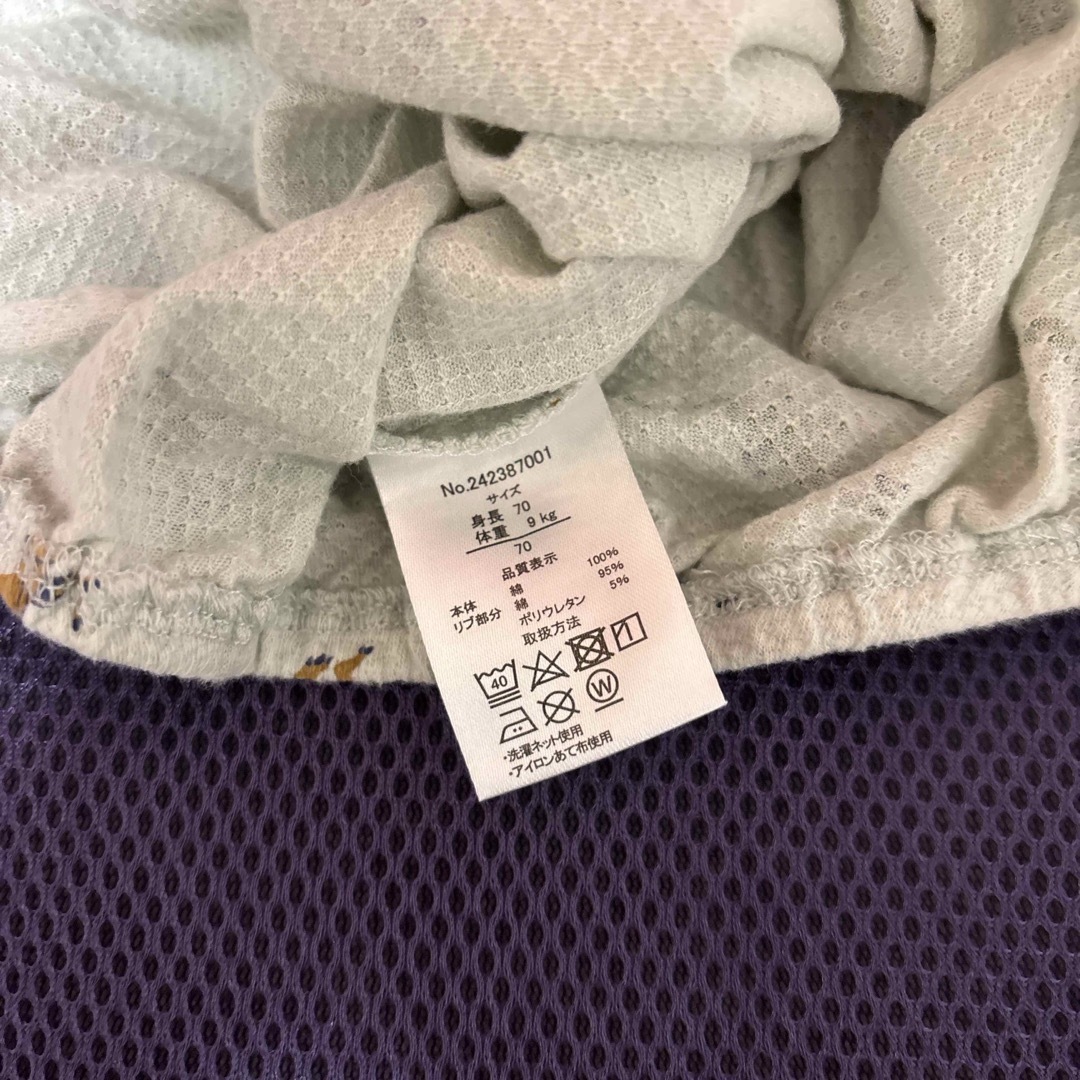 No.242387001
サイズ
身長 70
体重 9 kg
70
品質表示
本体 綿 100%
リブ部分 綿 95%
ポリウレタン 5%
取扱方法
40
W
・洗濯ネット使用
・アイロンあて布使用